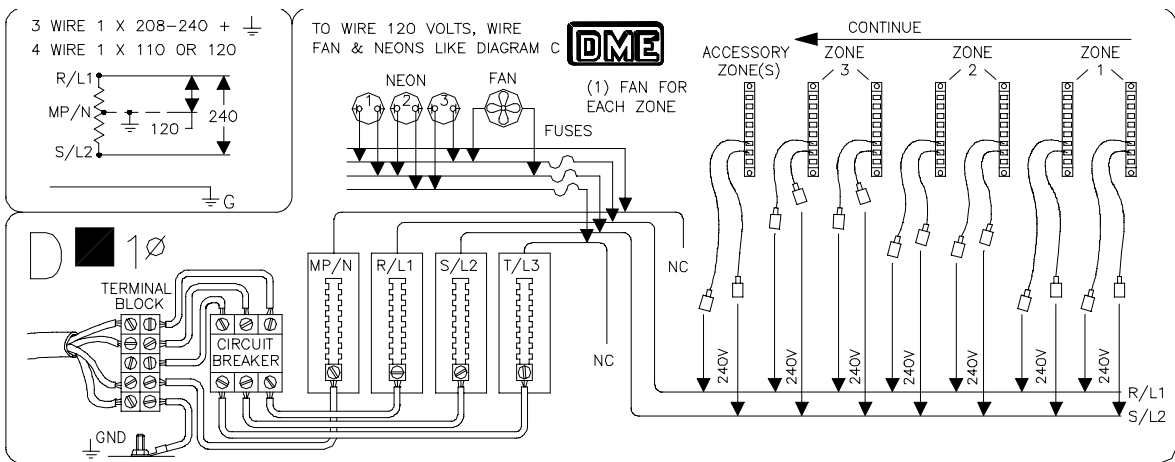 3 WIRE 1 X 208-240 + ⏚
4 WIRE 1 X 110 OR 120
R/L1
MP/N
120
240
S/L2
G
TO WIRE 120 VOLTS, WIRE
FAN & NEONS LIKE DIAGRAM C
DME
NEON
FAN
1
2
3
(1) FAN FOR
EACH ZONE
FUSES
CONTINUE
ACCESSORY
ZONE(S)
ZONE
3
ZONE
2
ZONE
1
D
1Ø
TERMINAL
BLOCK
CIRCUIT
BREAKER
GND
MP/N
R/L1
S/L2
T/L3
NC
NC
240V
240V
240V
240V
240V
240V
240V
R/L1
S/L2